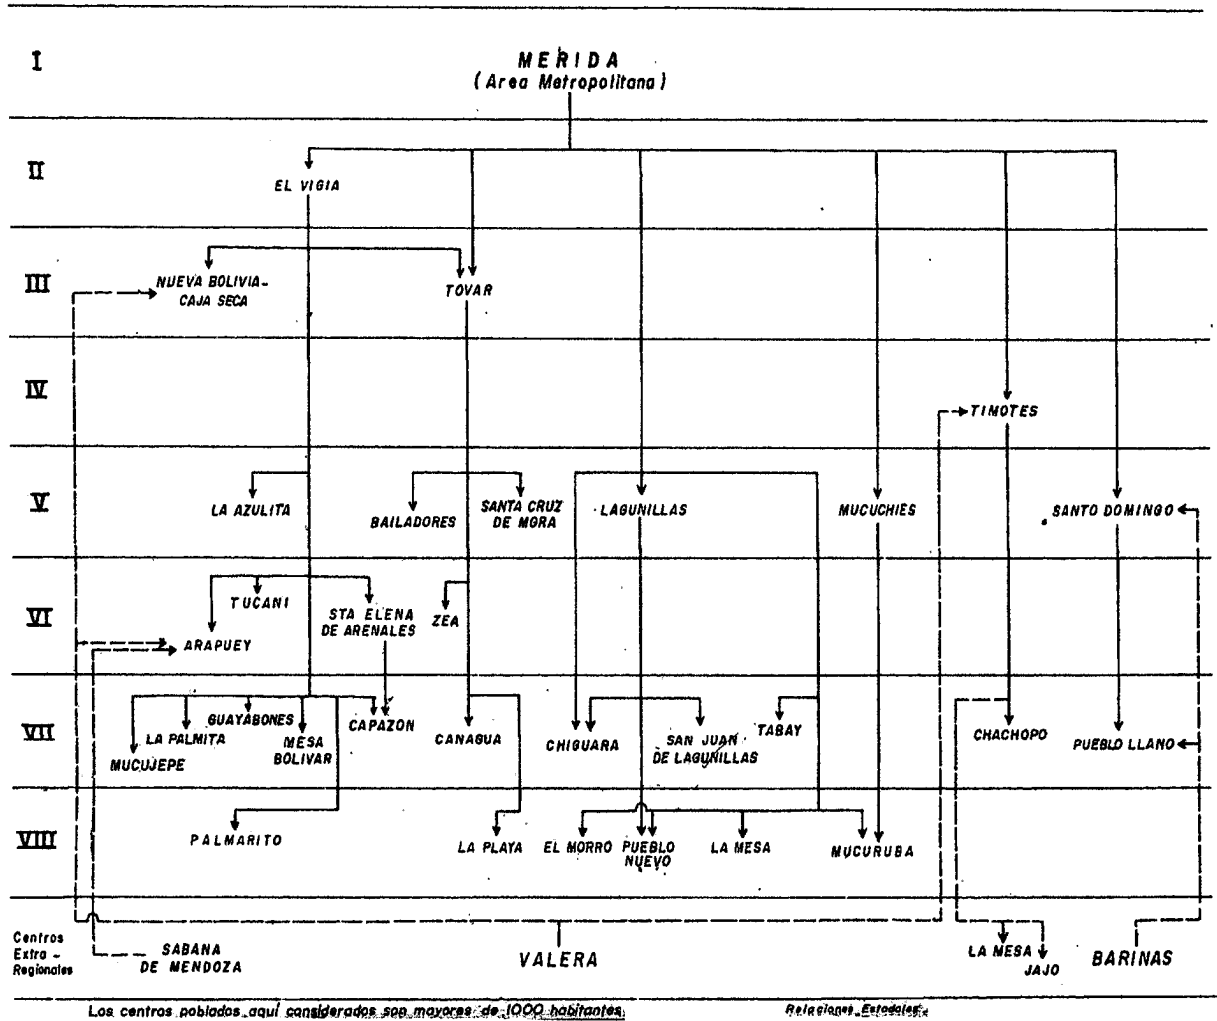 I
MERIDA
(Area Metropolitana)
II
EL VIGIA
III
NUEVA BOLIVIA-
CAJA SECA
TOVAR
IV
TIMOTES
V
LA AZULITA
BAILADORES
SANTA CRUZ
DE MORA
LAGUNILLAS
MUCUCHIES
SANTO DOMINGO
VI
TUCANI
STA ELENA
DE ARENALES
ZEA
ARAPUEY
VII
GUAYABONES
CAPAZON
LA PALMITA
MESA
BOLIVAR
MUCUJEPE
CANAGUA
CHIGUARA
SAN JUAN
DE LAGUNILLAS
TABAY
CHACHOPO
PUEBLO LLANO
VIII
PALMARITO
LA PLAYA
EL MORRO
PUEBLO
NUEVO
LA MESA
MUCURUBA
Centros
Extra-
Regionales
SABANA
DE MENDOZA
VALERA
LA MESA
JAJO
BARINAS
Los centros poblados aquí considerados son mayores de 1000 habitantes
Relaciones Estadales